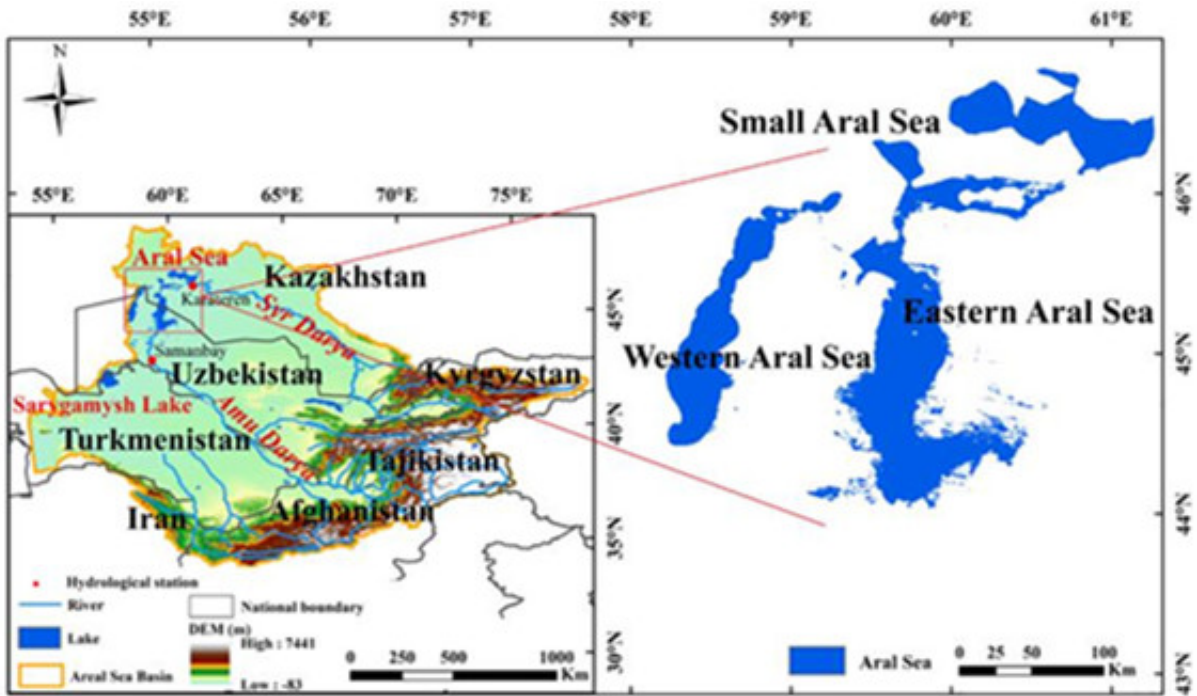 55°E 56°E 57°E 58°E 59°E 60°E 61°E
N
Small Aral Sea
55°E 60°E 65°E 70°E 75°E
46°N
Aral Sea
Kazakhstan
Karateren
Syr Darya
45°N
Eastern Aral Sea
Samanbay
Western Aral Sea
45°N
Uzbekistan
Kyrgyzstan
Sarygamysh Lake
Amu Darya
40°N
Turkmenistan
Tajikistan
Iran
Afghanistan
44°N
35°N
Hydrological station
River
National boundary
DEM (m)
Lake
High : 7441
Areal Sea Basin
Low : -83
0 250 500 1000
Km
30°N
Aral Sea
0 25 50 100
Km
43°N